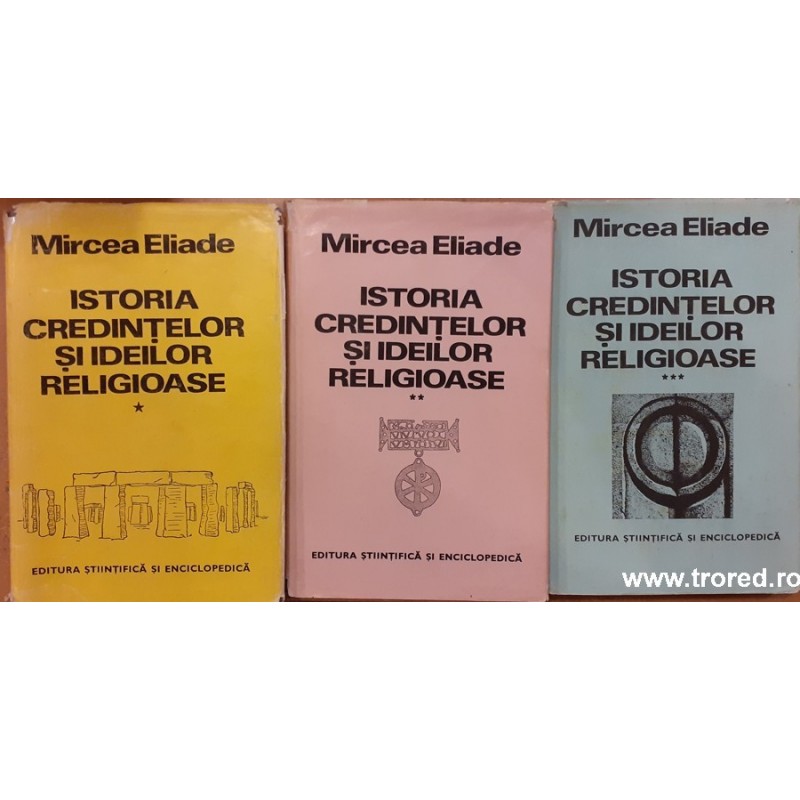 Mircea Eliade
ISTORIA
CREDINȚELOR
ȘI IDEILOR
RELIGIOASE
★
EDITURA ȘTIINȚIFICĂ ȘI ENCICLOPEDICĂ
Mircea Eliade
ISTORIA
CREDINȚELOR
ȘI IDEILOR
RELIGIOASE
★★
EDITURA ȘTIINȚIFICĂ ȘI ENCICLOPEDICĂ
Mircea Eliade
ISTORIA
CREDINȚELOR
ȘI IDEILOR
RELIGIOASE
★★★
EDITURA ȘTIINȚIFICĂ ȘI ENCICLOPEDICĂ
www.trored.ro